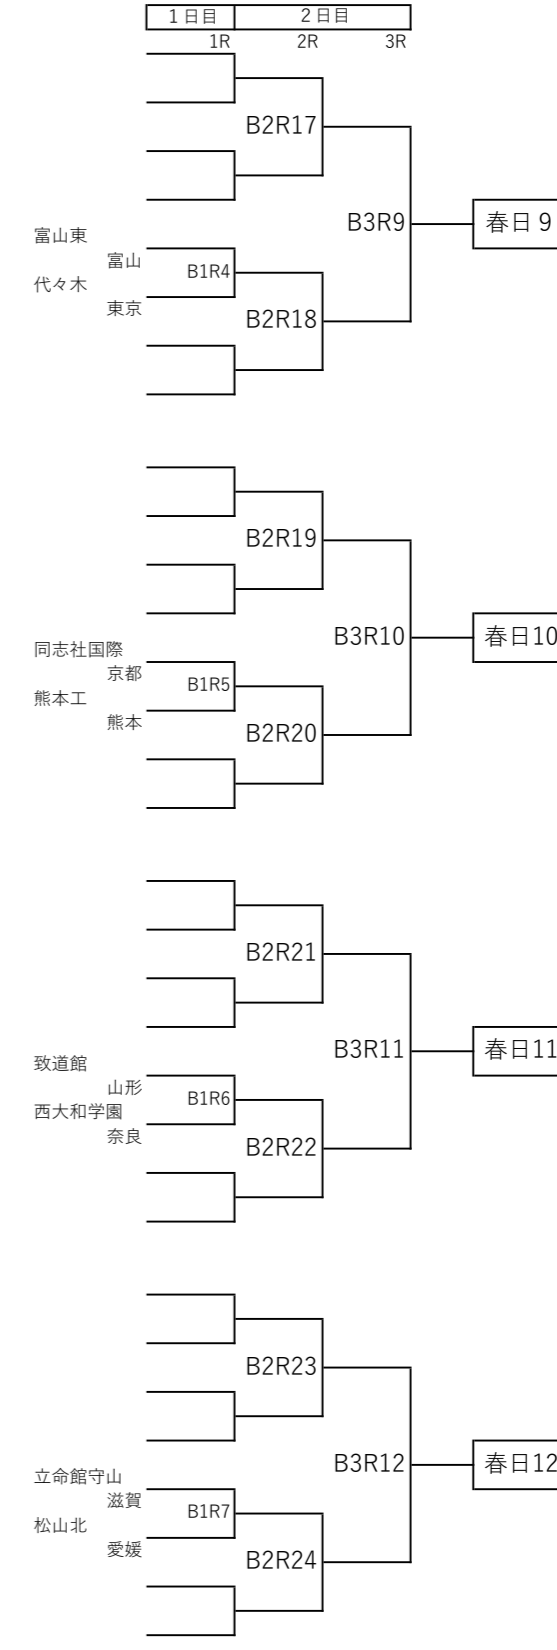 １日目 ２日目
1R 2R 3R
B2R17
B3R9 春日９
富山東
富山
B1R4
代々木
東京
B2R18
B2R19
B3R10 春日10
同志社国際
京都
B1R5
熊本工
熊本
B2R20
B2R21
B3R11 春日11
致道館
山形
B1R6
西大和学園
奈良
B2R22
B2R23
B3R12 春日12
立命館守山
滋賀
B1R7
松山北
愛媛
B2R24